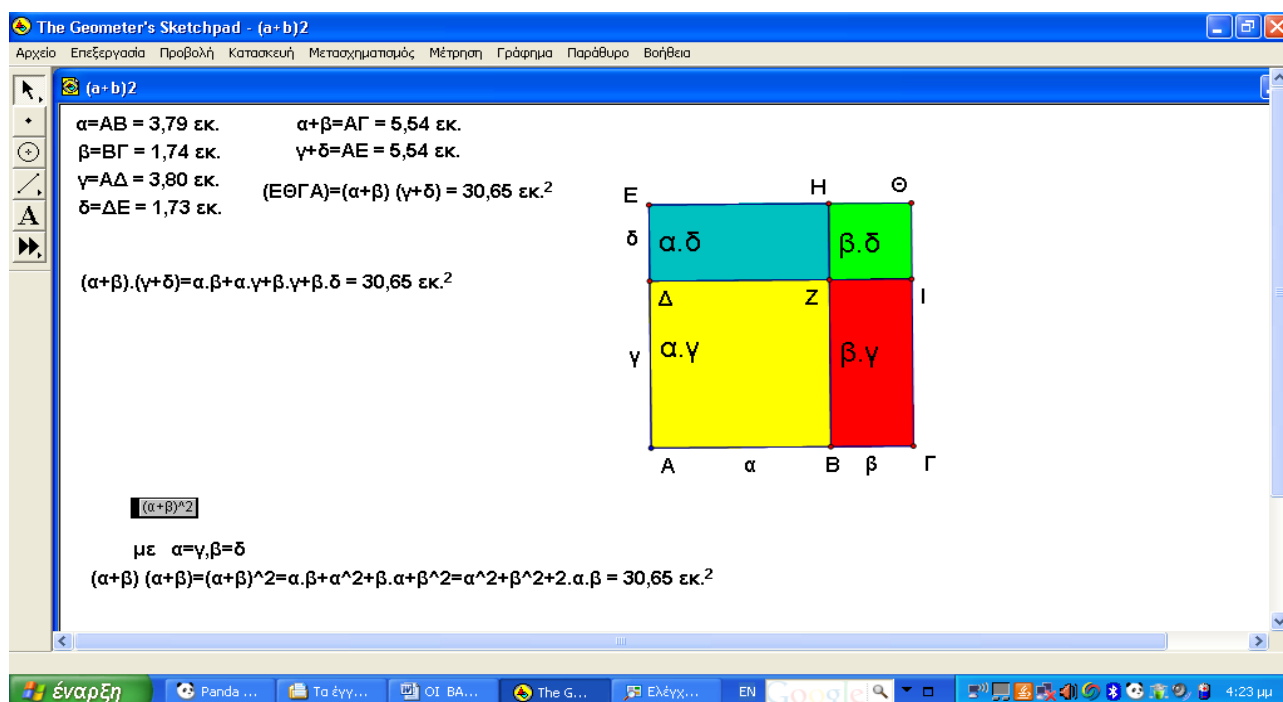 The Geometer's Sketchpad - (a+b)2
Αρχείο Επεξεργασία Προβολή Κατασκευή Μετασχηματισμός Μέτρηση Γράφημα Παράθυρο Βοήθεια
(a+b)2
α=ΑΒ = 3,79 εκ. α+β=ΑΓ = 5,54 εκ.
β=ΒΓ = 1,74 εκ. γ+δ=ΑΕ = 5,54 εκ.
γ=ΑΔ = 3,80 εκ.
(ΕΘΓΑ)=(α+β) (γ+δ) = 30,65 εκ.²
δ=ΔΕ = 1,73 εκ.
Ε Η Θ
δ α.δ β.δ
(α+β).(γ+δ)=α.β+α.γ+β.γ+β.δ = 30,65 εκ.²
Δ Ζ Ι
γ α.γ β.γ
Α α Β β Γ
(α+β)^2
με α=γ,β=δ
(α+β) (α+β)=(α+β)^2=α.β+α^2+β.α+β^2=α^2+β^2+2.α.β = 30,65 εκ.²
έναρξη Panda ... Τα έγγ... ΟΙ ΒΑ... The G... Ελέγχ... EN Google 4:23 μμ